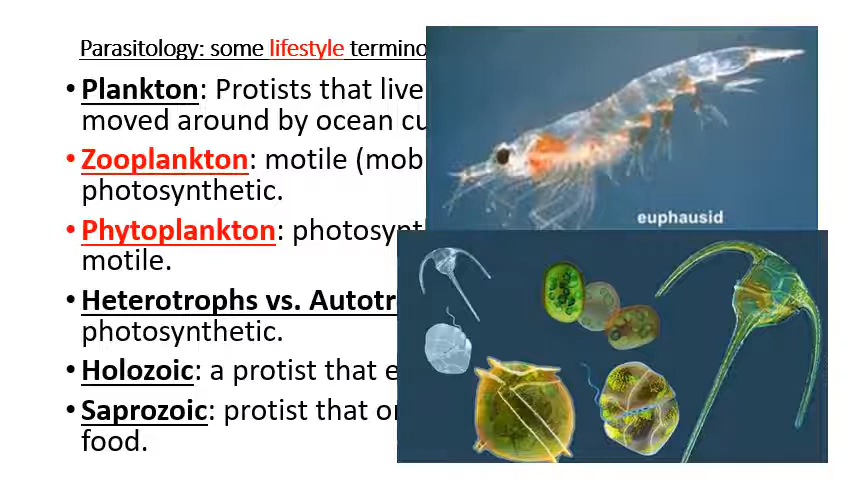 Parasitology: some lifestyle termino
• Plankton: Protists that live
moved around by ocean cu
• Zooplankton: motile (mob
photosynthetic.
• Phytoplankton: photosynth
motile.
• Heterotrophs vs. Autotr
photosynthetic.
• Holozoic: a protist that e
• Saprozoic: protist that or
food.
euphausid